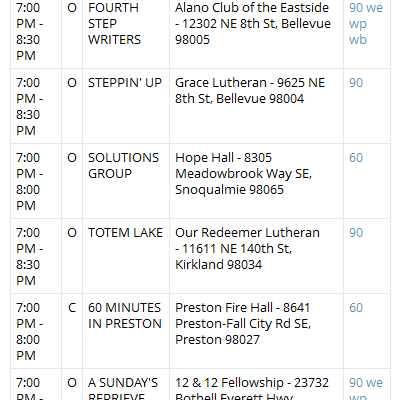 7:00 O FOURTH Alano Club of the Eastside 90 we
PM - STEP - 12302 NE 8th St, Bellevue wp
8:30 WRITERS 98005 wb
PM
7:00 O STEPPIN' UP Grace Lutheran - 9625 NE 90
PM - 8th St, Bellevue 98004
8:30
PM
7:00 O SOLUTIONS Hope Hall - 8305 60
PM - GROUP Meadowbrook Way SE,
8:00 Snoqualmie 98065
PM
7:00 O TOTEM LAKE Our Redeemer Lutheran 90
PM - - 11611 NE 140th St,
8:30 Kirkland 98034
PM
7:00 C 60 MINUTES Preston Fire Hall - 8641 60
PM - IN PRESTON Preston-Fall City Rd SE,
8:00 Preston 98027
PM
7:00 O A SUNDAY'S 12 & 12 Fellowship - 23732 90 we
PM - REPRIEVE Bothell Everett Hwy wp